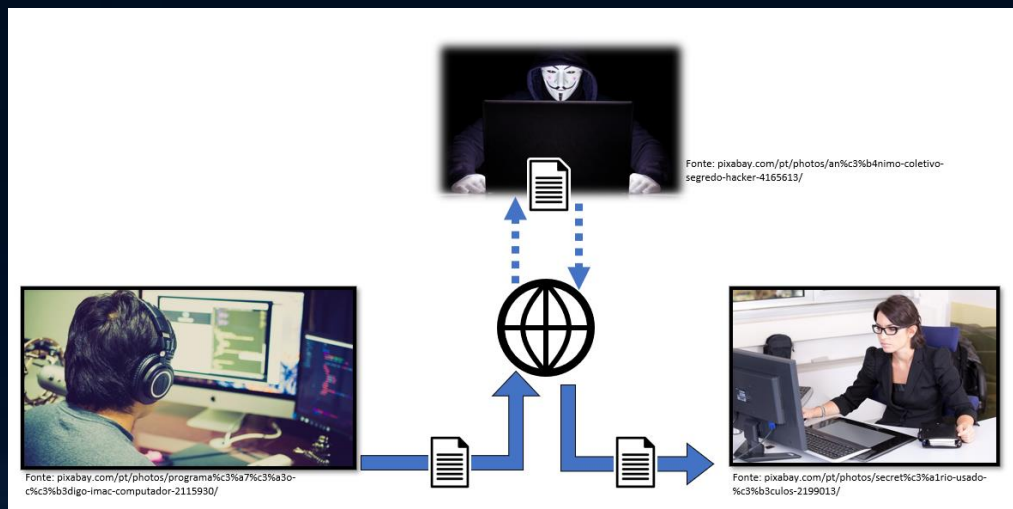 Fonte: pixabay.com/pt/photos/an%c3%b4nimo-coletivo-
segredo-hacker-4165613/
Fonte: pixabay.com/pt/photos/programa%c3%a7%c3%a3o-
c%c3%b3digo-imac-computador-2115930/
Fonte: pixabay.com/pt/photos/secret%c3%a1rio-usado-
%c3%b3culos-2199013/